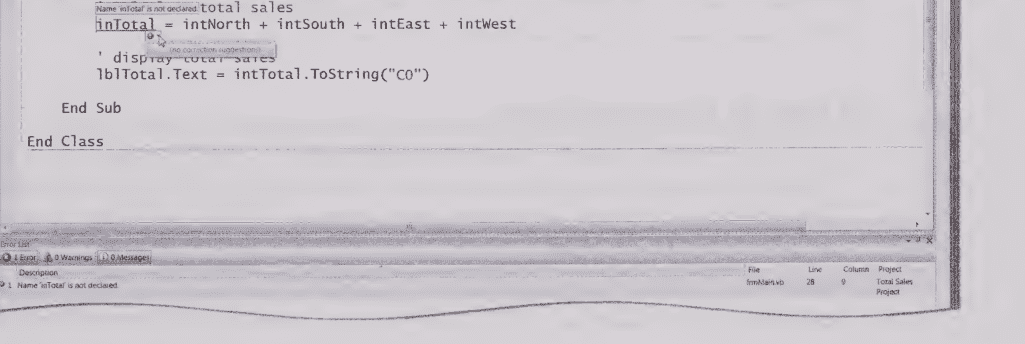 Name 'inTotal' is not declared. total sales
inTotal = intNorth + intSouth + intEast + intWest
(no correction suggestions)
' display total sales
lblTotal.Text = intTotal.ToString("C0")
End Sub
End Class
Error List
1 Error 0 Warnings 0 Messages
Description File Line Column Project
1 Name 'inTotal' is not declared. frmMain.vb 28 9 Total Sales
Project